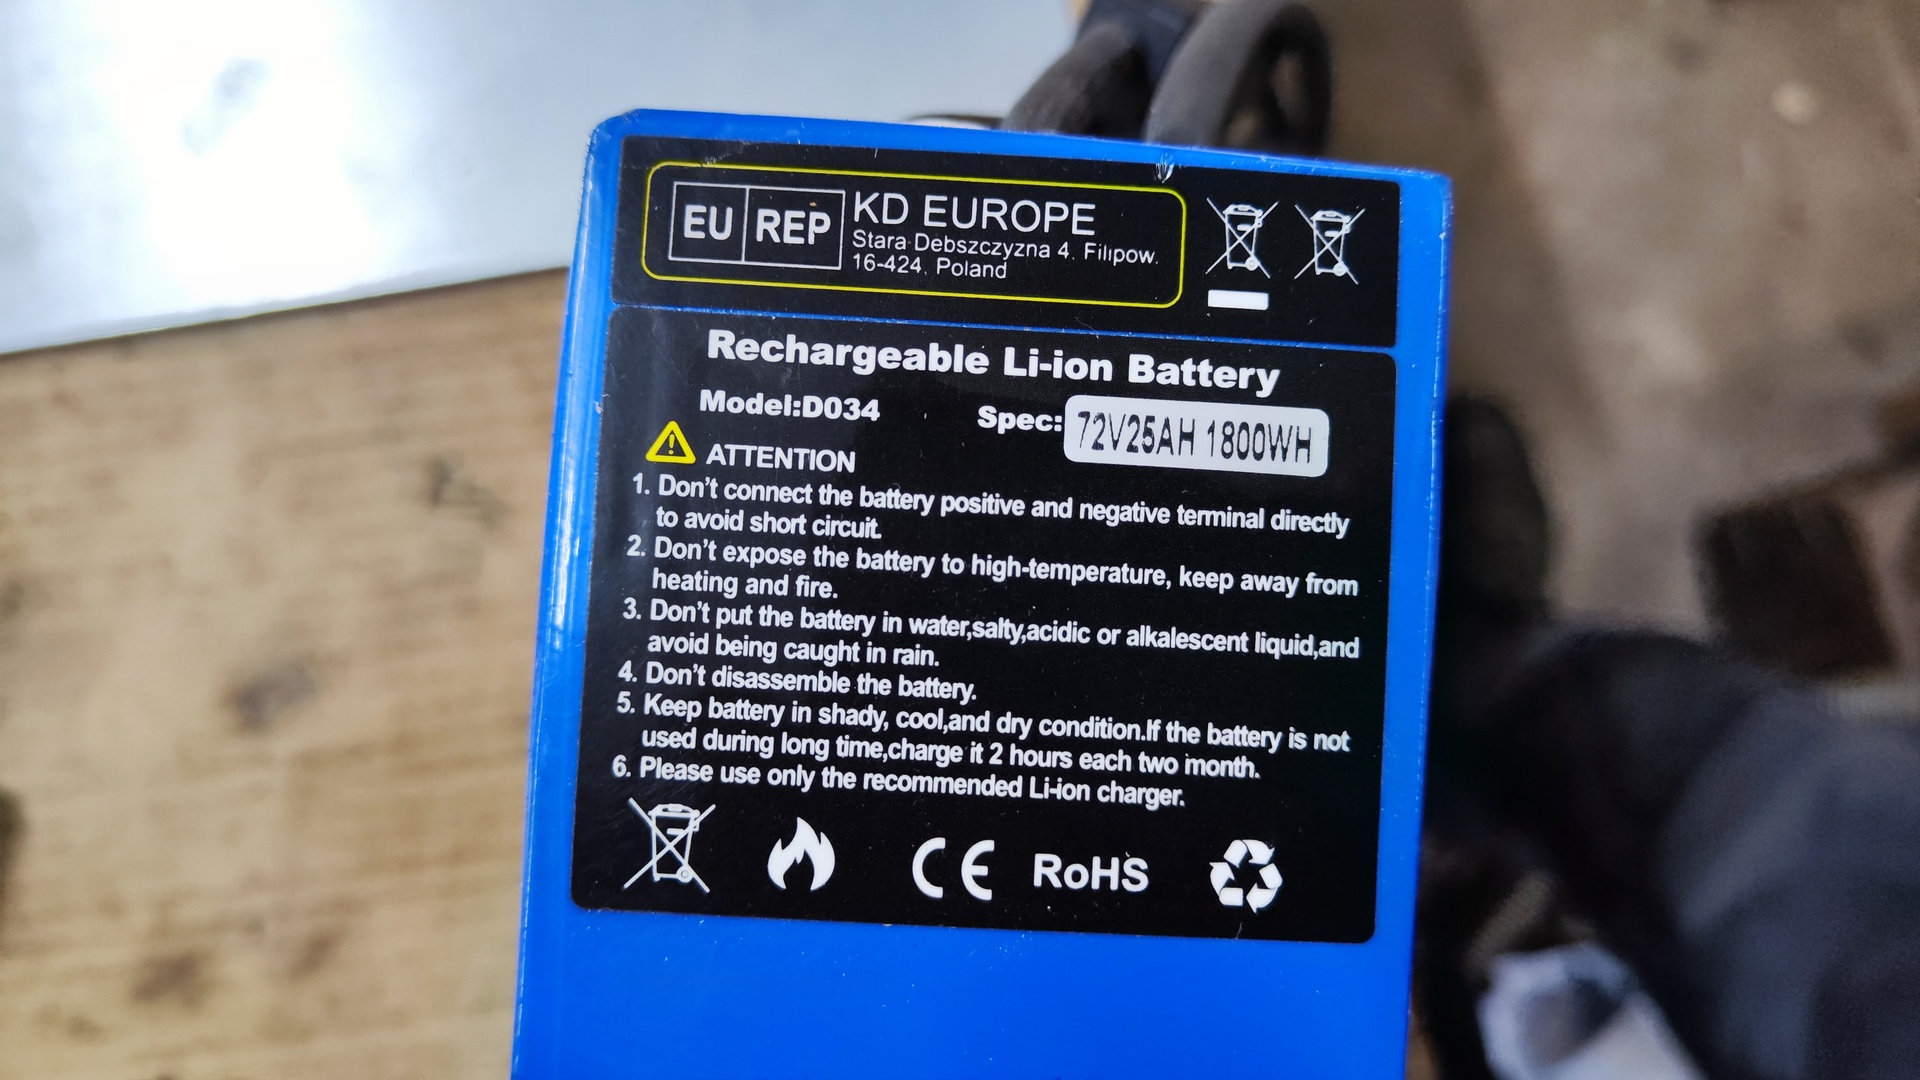 EU REP
KD EUROPE
Stara Debszczyzna 4. Filipow.
16-424. Poland
Rechargeable Li-ion Battery
Model:D034 Spec: 72V25AH 1800WH
ATTENTION
1. Don't connect the battery positive and negative terminal directly
to avoid short circuit.
2. Don't expose the battery to high-temperature, keep away from
heating and fire.
3. Don't put the battery in water,salty,acidic or alkalescent liquid,and
avoid being caught in rain.
4. Don't disassemble the battery.
5. Keep battery in shady, cool,and dry condition.If the battery is not
used during long time,charge it 2 hours each two month.
6. Please use only the recommended Li-ion charger.
CE RoHS